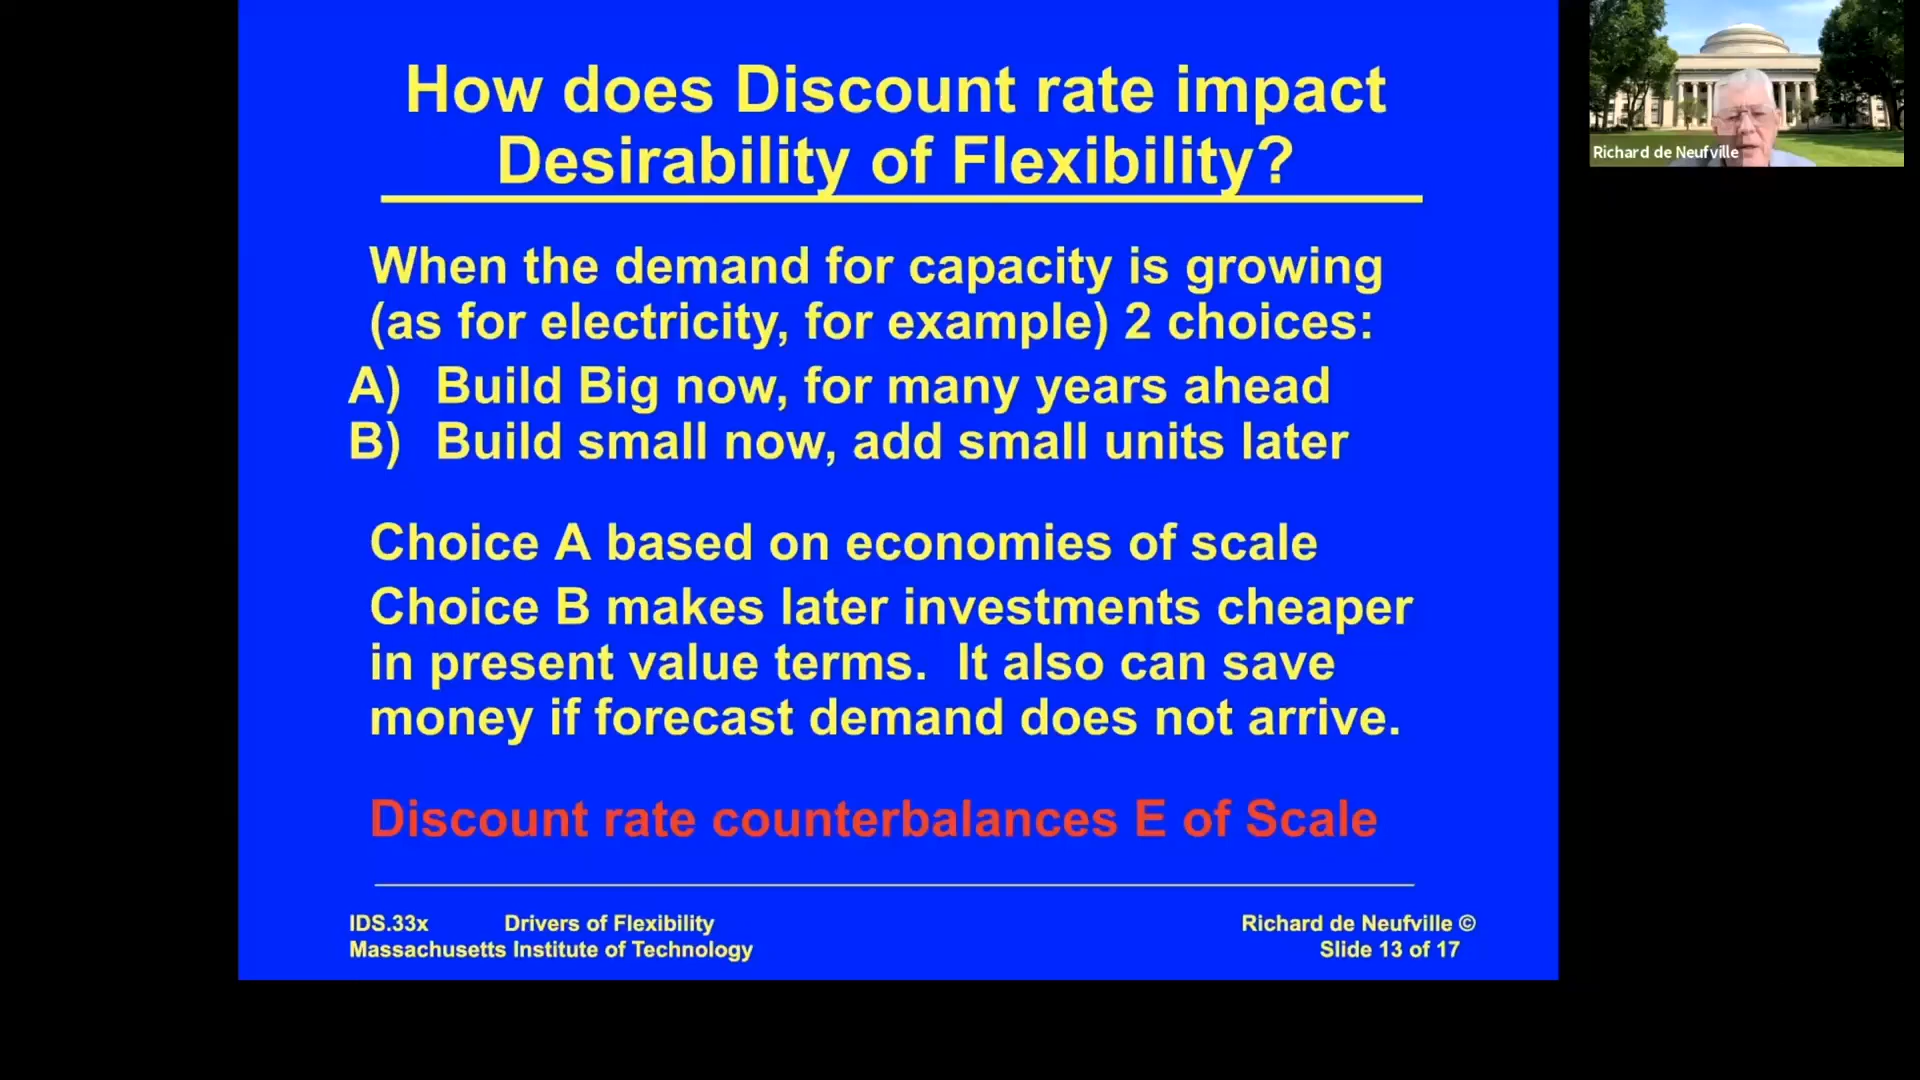 How does Discount rate impact
Desirability of Flexibility?
When the demand for capacity is growing
(as for electricity, for example) 2 choices:
A) Build Big now, for many years ahead
B) Build small now, add small units later
Choice A based on economies of scale
Choice B makes later investments cheaper
in present value terms. It also can save
money if forecast demand does not arrive.
Discount rate counterbalances E of Scale
IDS.33x Drivers of Flexibility
Massachusetts Institute of Technology
Richard de Neufville ©
Slide 13 of 17
Richard de Neufville